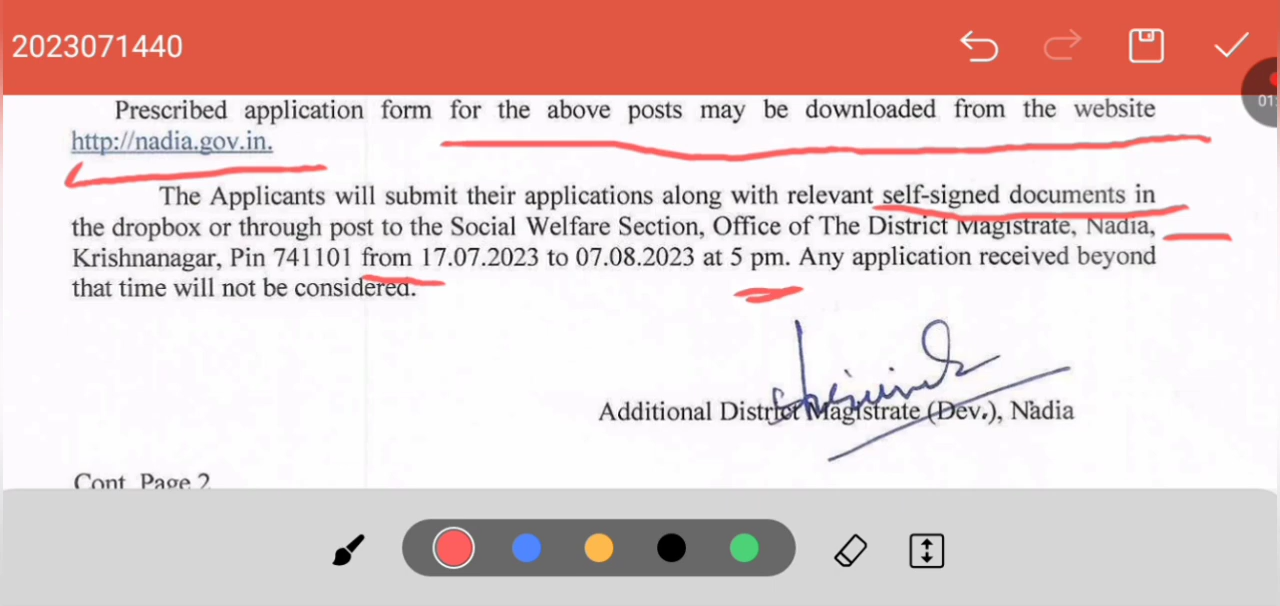 2023071440
01
Prescribed application form for the above posts may be downloaded from the website
http://nadia.gov.in.
The Applicants will submit their applications along with relevant self-signed documents in
the dropbox or through post to the Social Welfare Section, Office of The District Magistrate, Nadia,
Krishnanagar, Pin 741101 from 17.07.2023 to 07.08.2023 at 5 pm. Any application received beyond
that time will not be considered.
Additional District Magistrate (Dev.), Nadia
Cont. Page 2